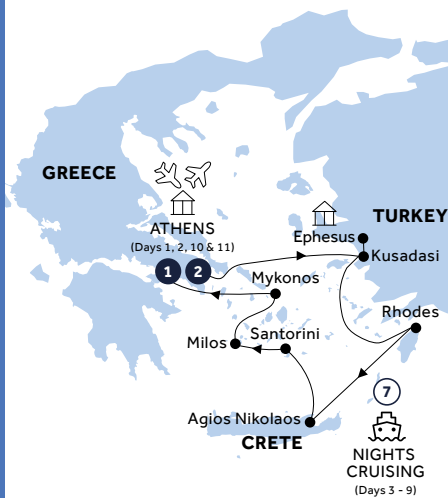 GREECE
ATHENS
(Days 1, 2, 10 & 11)
1 2
TURKEY
Ephesus
Kusadasi
Mykonos
Rhodes
Milos
Santorini
Agios Nikolaos
CRETE
7
NIGHTS
CRUISING
(Days 3 - 9)